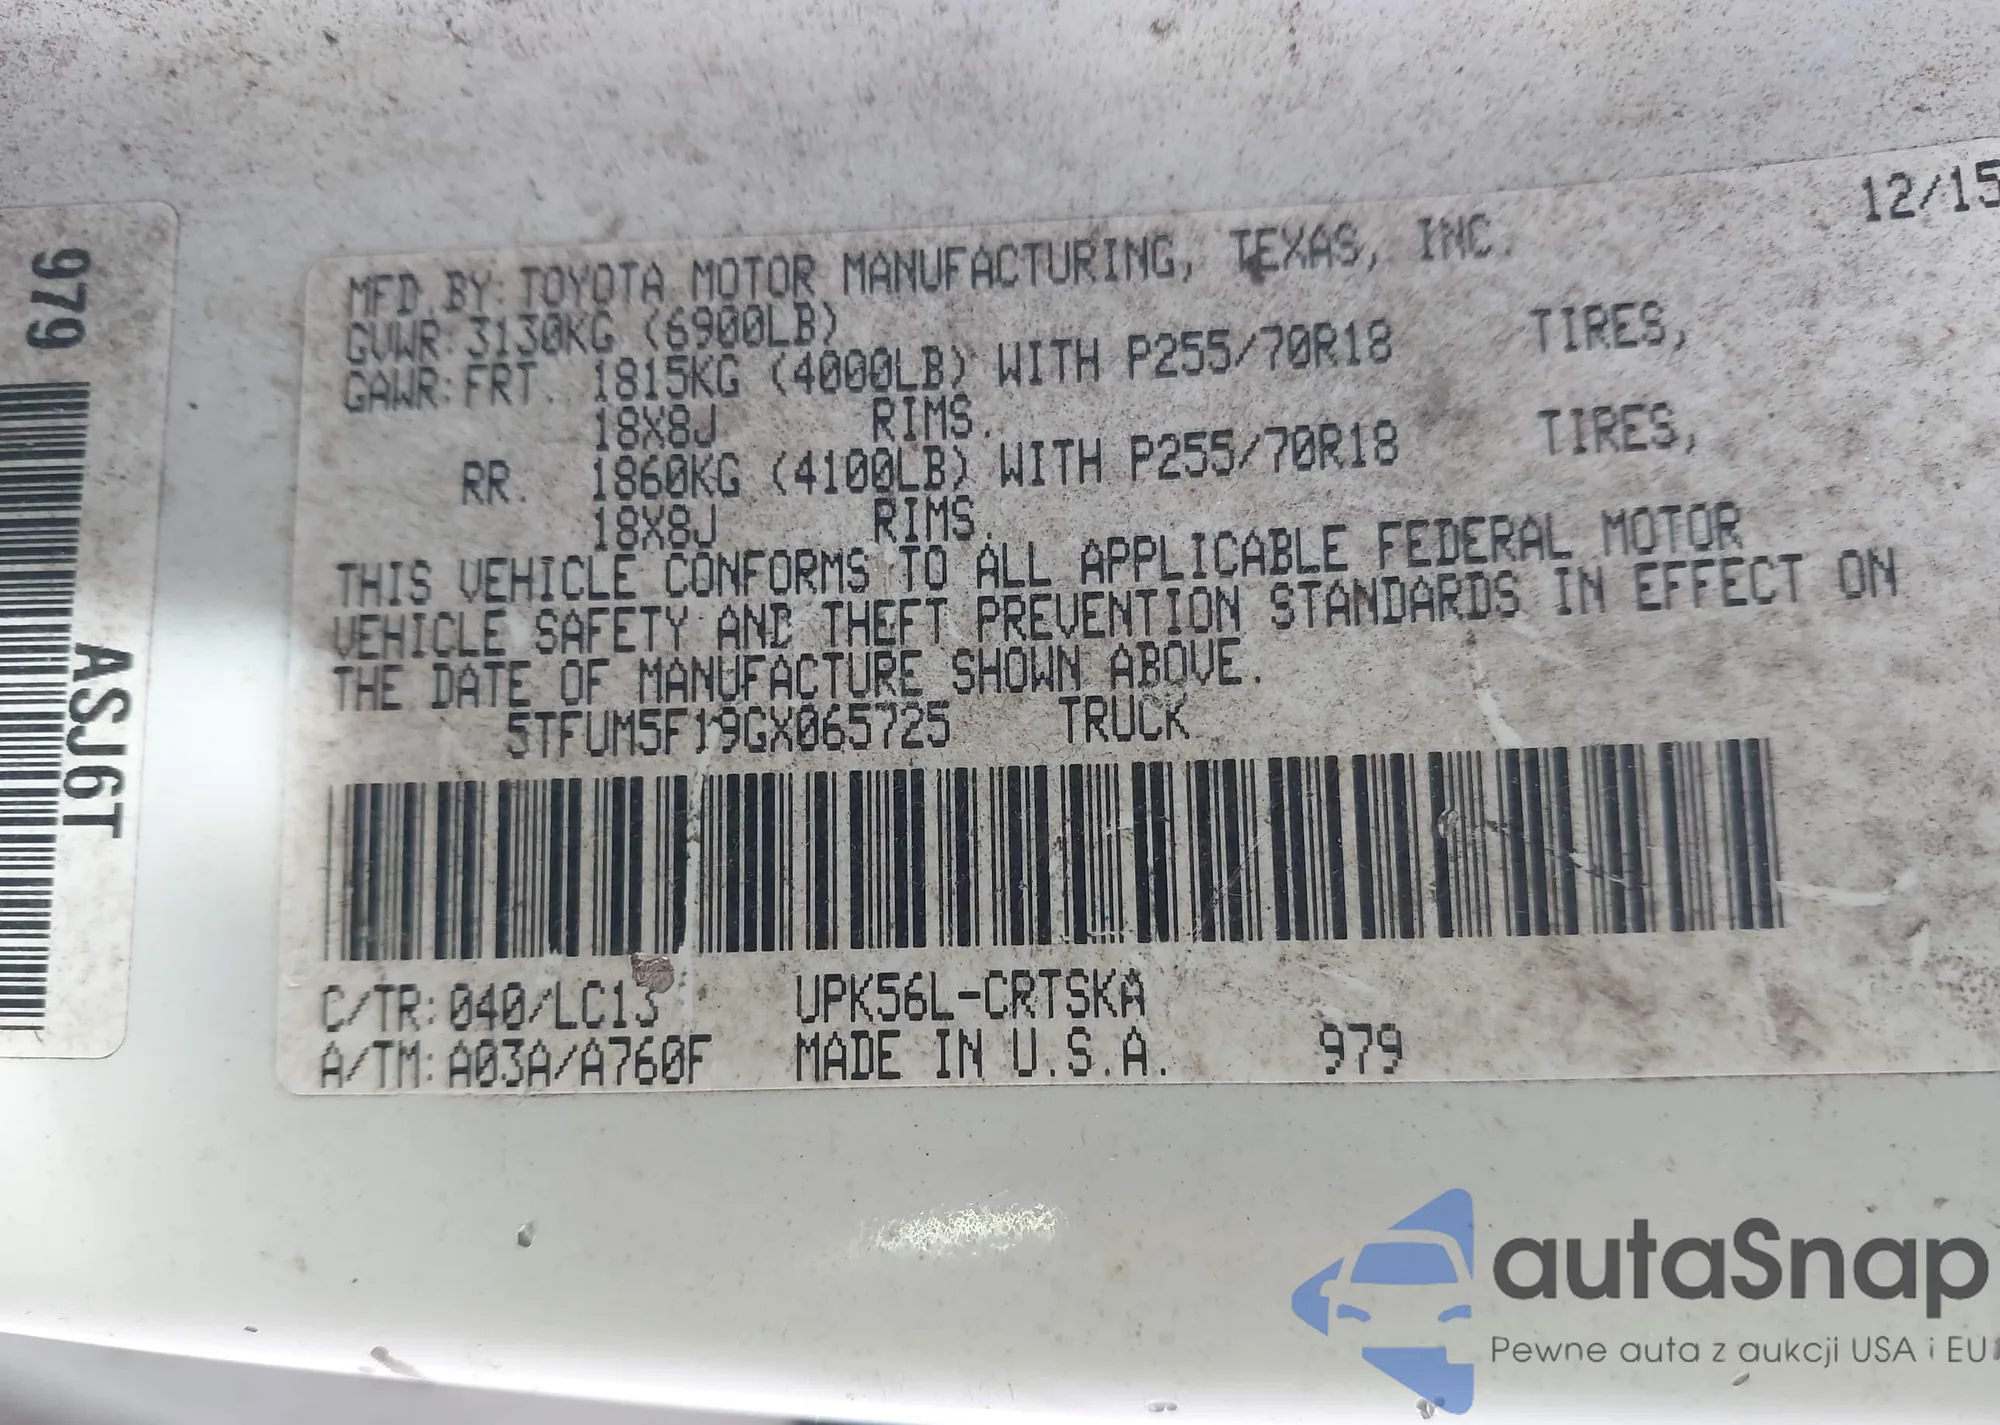 979
ASJ6T
12/15
MFD. BY: TOYOTA MOTOR MANUFACTURING, TEXAS, INC.
GVWR: 3130KG (6900LB)
GAWR: FRT. 1815KG (4000LB) WITH P255/70R18 TIRES,
18X8J RIMS.
RR. 1860KG (4100LB) WITH P255/70R18 TIRES,
18X8J RIMS.
THIS VEHICLE CONFORMS TO ALL APPLICABLE FEDERAL MOTOR
VEHICLE SAFETY AND THEFT PREVENTION STANDARDS IN EFFECT ON
THE DATE OF MANUFACTURE SHOWN ABOVE.
5TFUM5F19GX065725 TRUCK
C/TR: 040/LC13 UPK56L-CRTSKA
A/TM: A03A/A760F MADE IN U.S.A. 979
autoSnap
Pewne auta z aukcji USA i EU